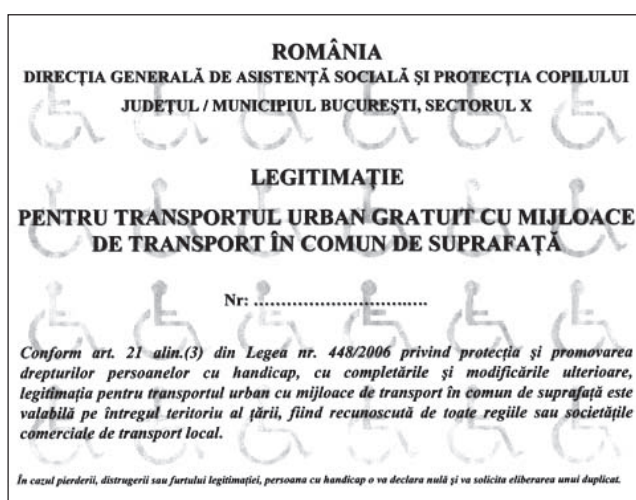 ROMÂNIA
DIRECȚIA GENERALĂ DE ASISTENȚĂ SOCIALĂ ȘI PROTECȚIA COPILULUI
JUDEȚUL / MUNICIPIUL BUCUREȘTI, SECTORUL X
LEGITIMAȚIE
PENTRU TRANSPORTUL URBAN GRATUIT CU MIJLOACE
DE TRANSPORT ÎN COMUN DE SUPRAFAȚĂ
Nr: ................................
Conform art. 21 alin.(3) din Legea nr. 448/2006 privind protecția și promovarea
drepturilor persoanelor cu handicap, cu completările și modificările ulterioare,
legitimația pentru transportul urban cu mijloace de transport în comun de suprafață este
valabilă pe întregul teritoriu al țării, fiind recunoscută de toate regiile sau societățile
comerciale de transport local.
În cazul pierderii, distrugerii sau furtului legitimației, persoana cu handicap o va declara nulă și va solicita eliberarea unui duplicat.